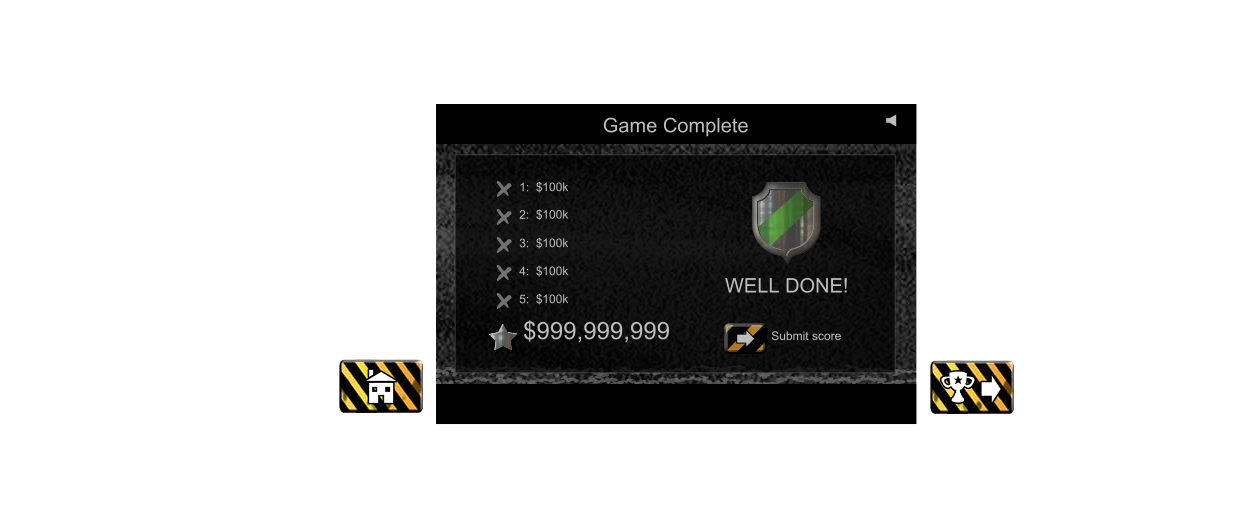 Game Complete
1: $100k
2: $100k
3: $100k
4: $100k
5: $100k
$999,999,999
WELL DONE!
Submit score